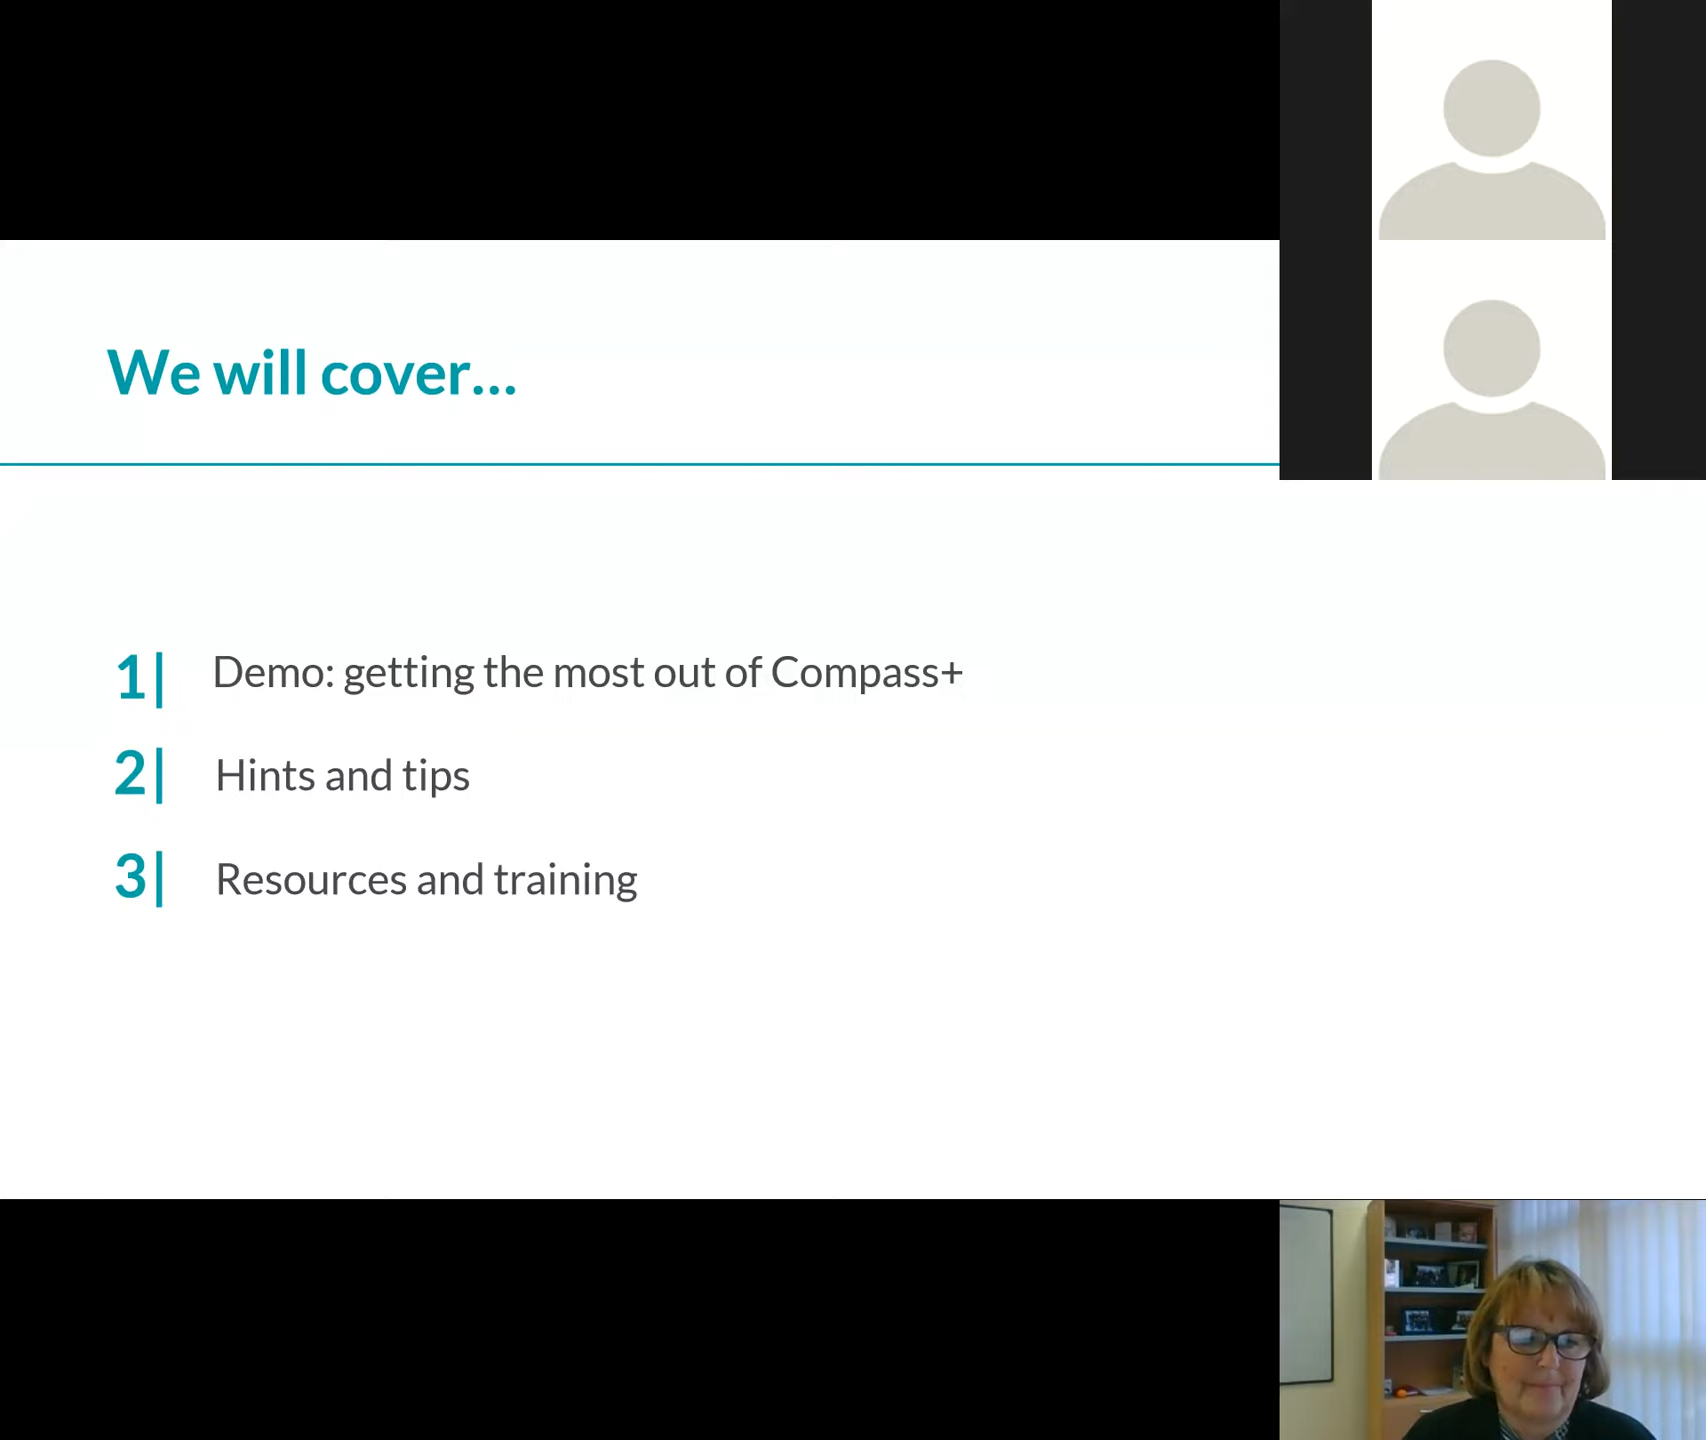 We will cover...
1| Demo: getting the most out of Compass+
2| Hints and tips
3| Resources and training